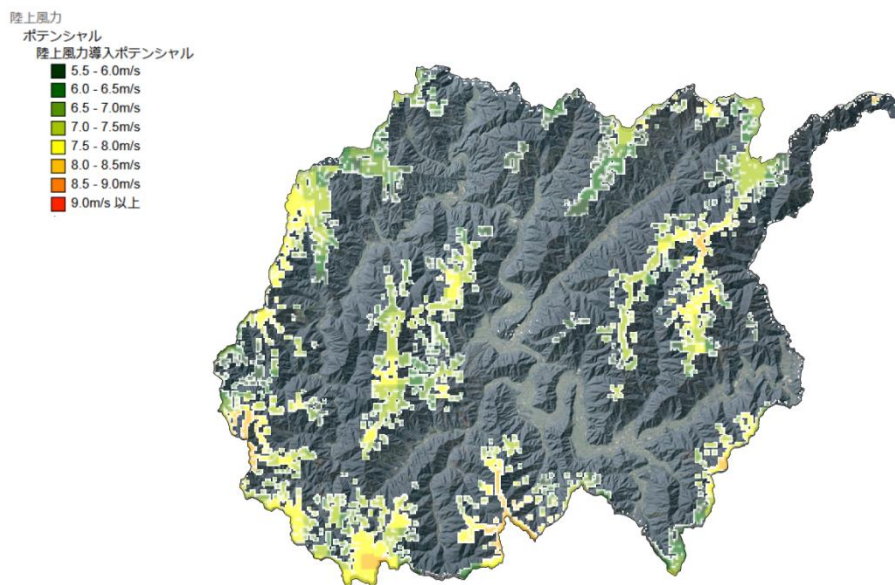 陸上風力
ポテンシャル
陸上風力導入ポテンシャル
5.5 - 6.0m/s
6.0 - 6.5m/s
6.5 - 7.0m/s
7.0 - 7.5m/s
7.5 - 8.0m/s
8.0 - 8.5m/s
8.5 - 9.0m/s
9.0m/s 以上